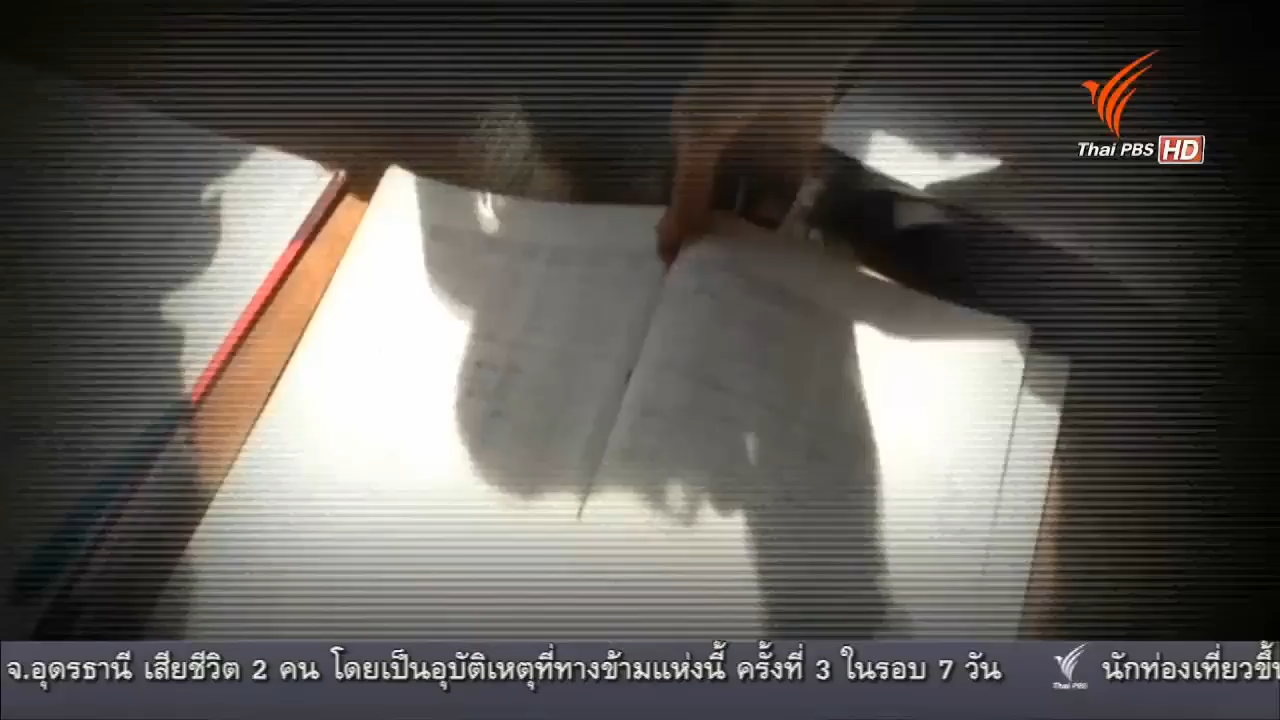 Thai PBS HD
จ.อุดรธานี เสียชีวิต 2 คน โดยเป็นอุบัติเหตุที่ทางข้ามแห่งนี้ ครั้งที่ 3 ในรอบ 7 วัน Thai PBS นักท่องเที่ยวขึ้น